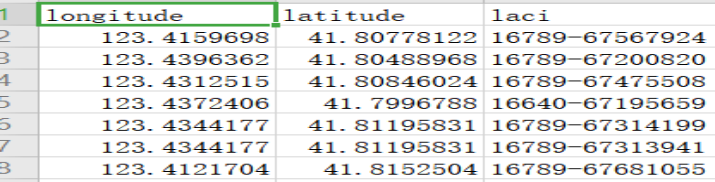 1 longitude latitude laci
2 123.4159698 41.80778122 16789-67567924
3 123.4396362 41.80488968 16789-67200820
4 123.4312515 41.80846024 16789-67475508
5 123.4372406 41.7996788 16640-67195659
6 123.4344177 41.81195831 16789-67314199
7 123.4344177 41.81195831 16789-67313941
8 123.4121704 41.8152504 16789-67681055